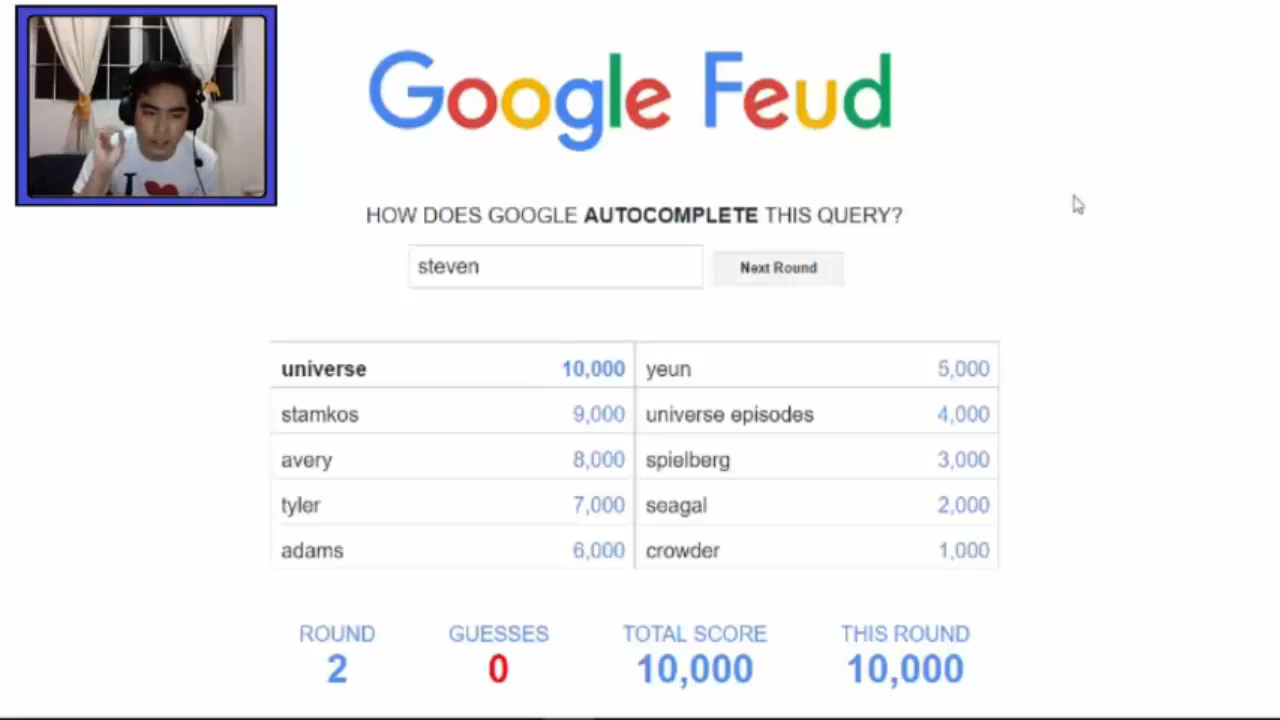 I
Google Feud
HOW DOES GOOGLE AUTOCOMPLETE THIS QUERY?
steven
Next Round
universe 10,000
stamkos 9,000
avery 8,000
tyler 7,000
adams 6,000
yeun 5,000
universe episodes 4,000
spielberg 3,000
seagal 2,000
crowder 1,000
ROUND
2
GUESSES
0
TOTAL SCORE
10,000
THIS ROUND
10,000